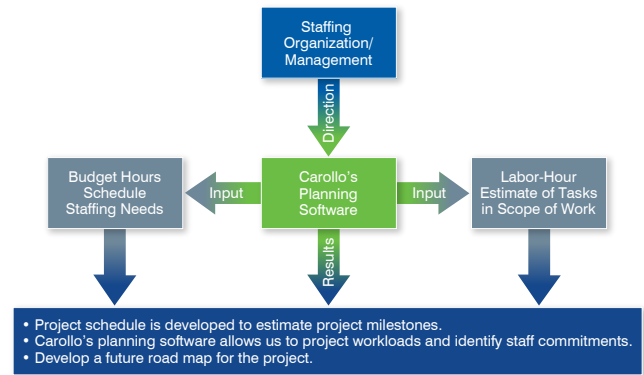 Staffing
Organization/
Management
Direction
Budget Hours
Schedule
Staffing Needs
Input
Carollo's
Planning
Software
Input
Labor-Hour
Estimate of Tasks
in Scope of Work
Results
• Project schedule is developed to estimate project milestones.
• Carollo's planning software allows us to project workloads and identify staff commitments.
• Develop a future road map for the project.